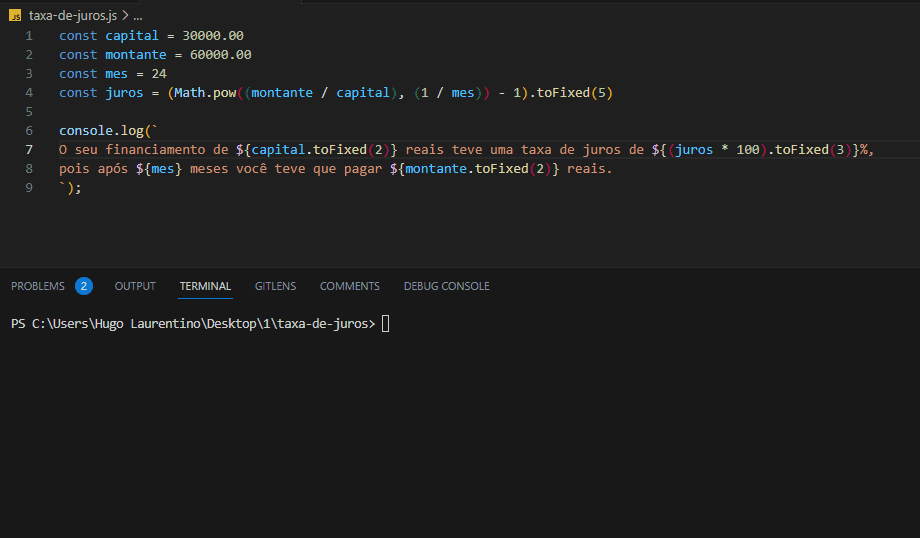 JS taxa-de-juros.js > ...
1 const capital = 30000.00
2 const montante = 60000.00
3 const mes = 24
4 const juros = (Math.pow((montante / capital), (1 / mes)) - 1).toFixed(5)
5
6 console.log(`
7 O seu financiamento de ${capital.toFixed(2)} reais teve uma taxa de juros de ${(juros * 100).toFixed(3)}%,
8 pois após ${mes} meses você teve que pagar ${montante.toFixed(2)} reais.
9 `);
PROBLEMS 2 OUTPUT TERMINAL GITLENS COMMENTS DEBUG CONSOLE
PS C:\Users\Hugo Laurentino\Desktop\1\taxa-de-juros>